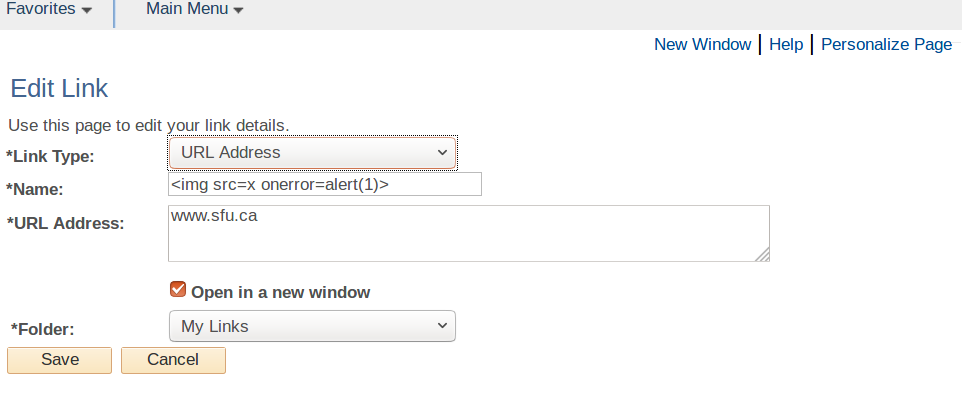 Favorites Main Menu
New Window | Help | Personalize Page
Edit Link
Use this page to edit your link details.
*Link Type: URL Address
*Name: <img src=x onerror=alert(1)>
*URL Address: www.sfu.ca
Open in a new window
*Folder: My Links
Save Cancel